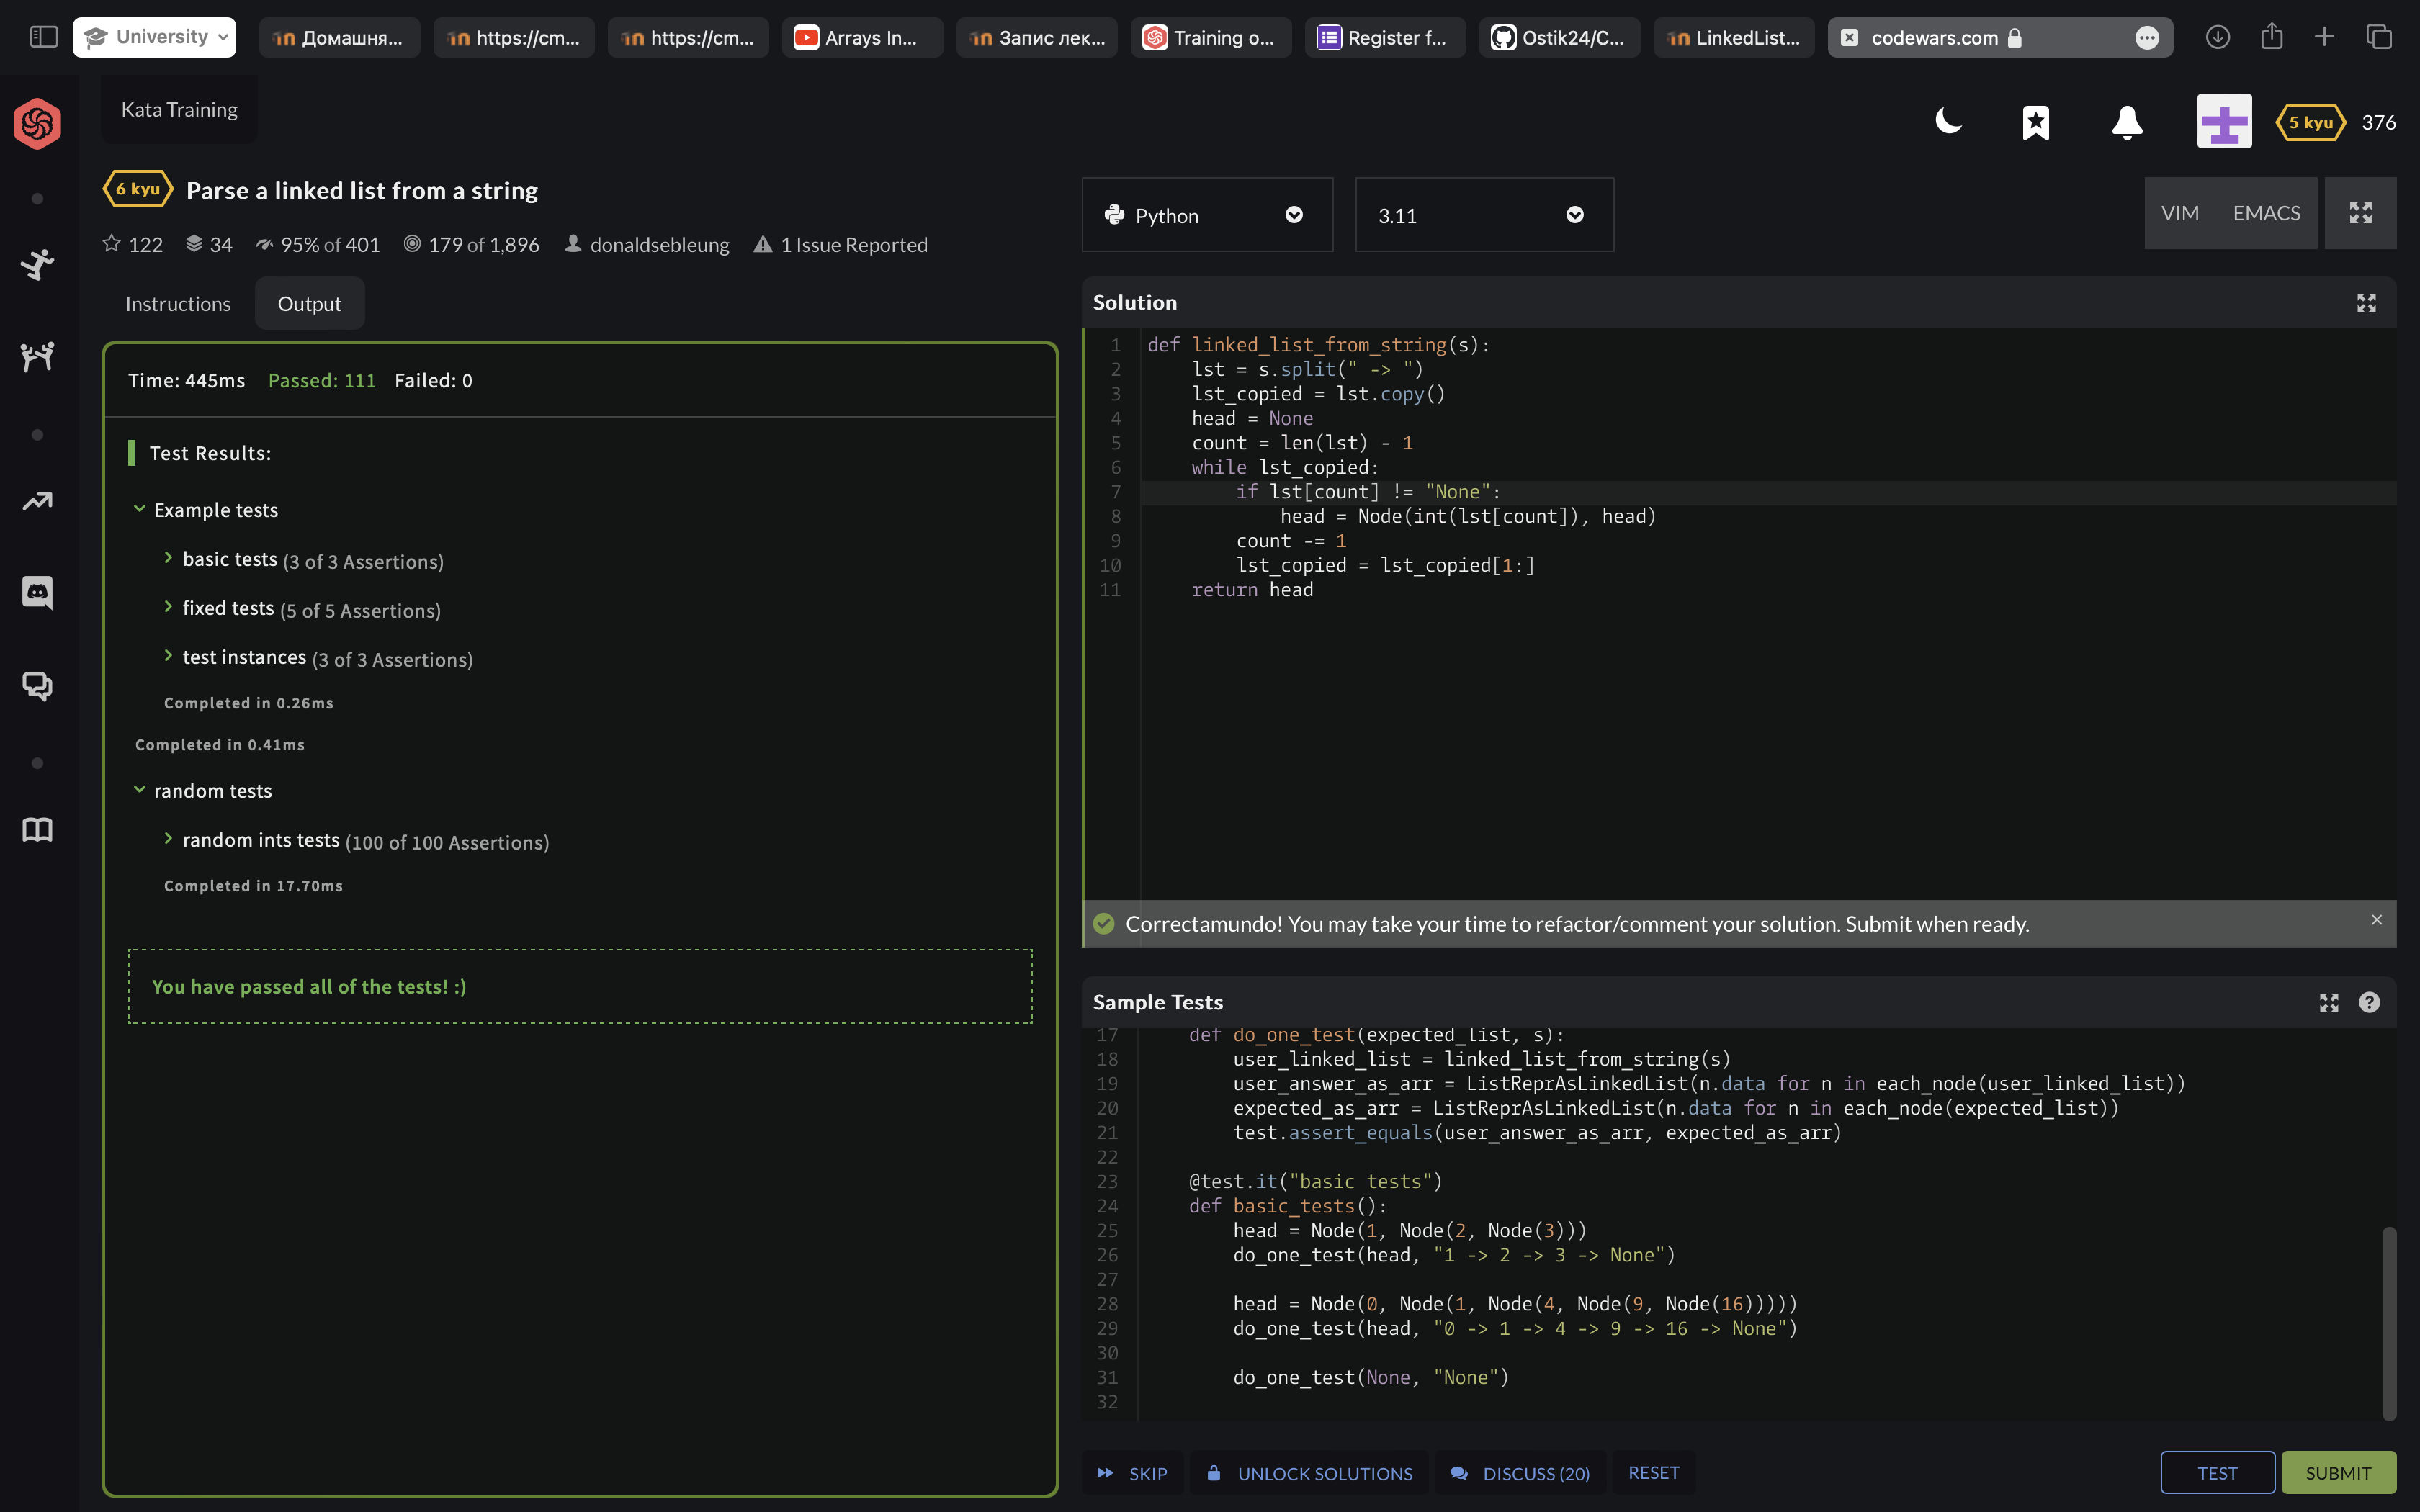 University
Домашня...
https://cm...
https://cm...
Arrays In...
Запис лек...
Training o...
Register f...
Ostik24/C...
LinkedList...
codewars.com
Kata Training
5 kyu 376
6 kyu Parse a linked list from a string
122 34 95% of 401 179 of 1,896 donaldsebleung 1 Issue Reported
Instructions Output
Time: 445ms Passed: 111 Failed: 0
Test Results:
Example tests
basic tests (3 of 3 Assertions)
fixed tests (5 of 5 Assertions)
test instances (3 of 3 Assertions)
Completed in 0.26ms
Completed in 0.41ms
random tests
random ints tests (100 of 100 Assertions)
Completed in 17.70ms
You have passed all of the tests! :)
Python 3.11 VIM EMACS
Solution
1 def linked_list_from_string(s):
2     lst = s.split(" -> ")
3     lst_copied = lst.copy()
4     head = None
5     count = len(lst) - 1
6     while lst_copied:
7         if lst[count] != "None":
8             head = Node(int(lst[count]), head)
9         count -= 1
10         lst_copied = lst_copied[1:]
11     return head
Correctamundo! You may take your time to refactor/comment your solution. Submit when ready.
Sample Tests
17     def do_one_test(expected_list, s):
18         user_linked_list = linked_list_from_string(s)
19         user_answer_as_arr = ListReprAsLinkedList(n.data for n in each_node(user_linked_list))
20         expected_as_arr = ListReprAsLinkedList(n.data for n in each_node(expected_list))
21         test.assert_equals(user_answer_as_arr, expected_as_arr)
22
23     @test.it("basic tests")
24     def basic_tests():
25         head = Node(1, Node(2, Node(3)))
26         do_one_test(head, "1 -> 2 -> 3 -> None")
27
28         head = Node(0, Node(1, Node(4, Node(9, Node(16)))))
29         do_one_test(head, "0 -> 1 -> 4 -> 9 -> 16 -> None")
30
31         do_one_test(None, "None")
32
SKIP UNLOCK SOLUTIONS DISCUSS (20) RESET TEST SUBMIT